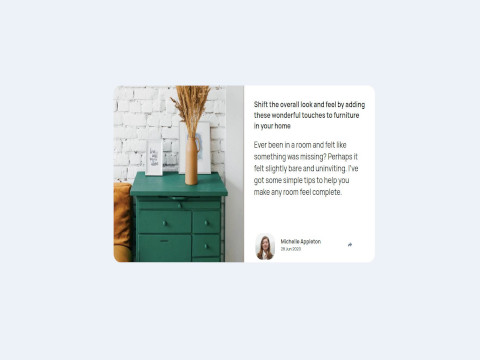 Shift the overall look and feel by adding
these wonderful touches to furniture
in your home
Ever been in a room and felt like
something was missing? Perhaps it
felt slightly bare and uninviting. I've
got some simple tips to help you
make any room feel complete.
Michelle Appleton
28 Jun 2020